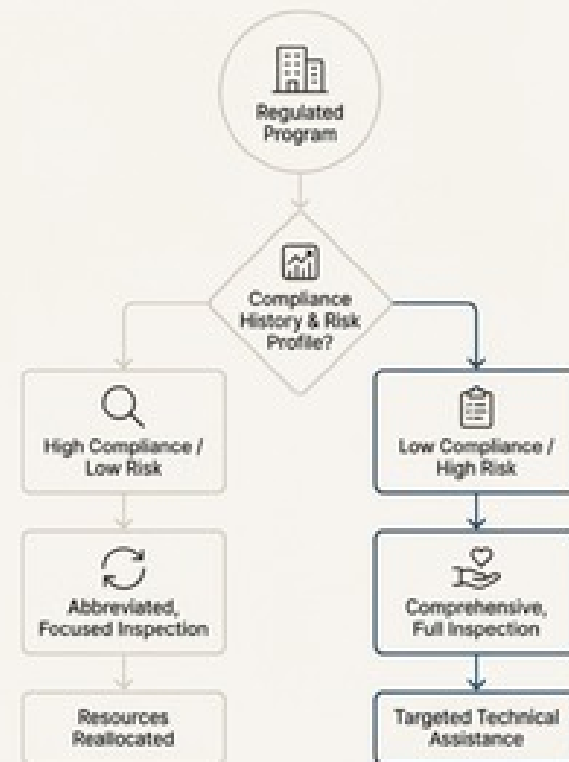 Regulated
Program
Compliance
History & Risk
Profile?
High Compliance /
Low Risk
Low Compliance /
High Risk
Abbreviated,
Focused Inspection
Comprehensive,
Full Inspection
Resources
Reallocated
Targeted Technical
Assistance